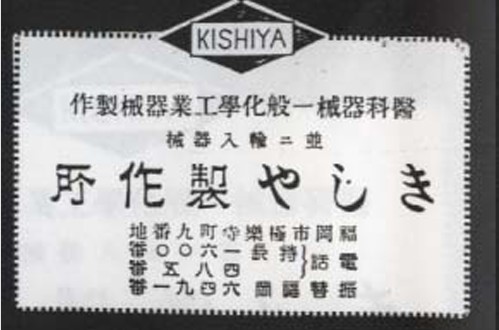 KISHIYA
醫科器械一般化學工業器械製作
並ニ輸入器械
きしや製作所
福岡市極樂寺町九番地
電話 特長 一六〇〇番
四八五番
振替福岡六四九一番